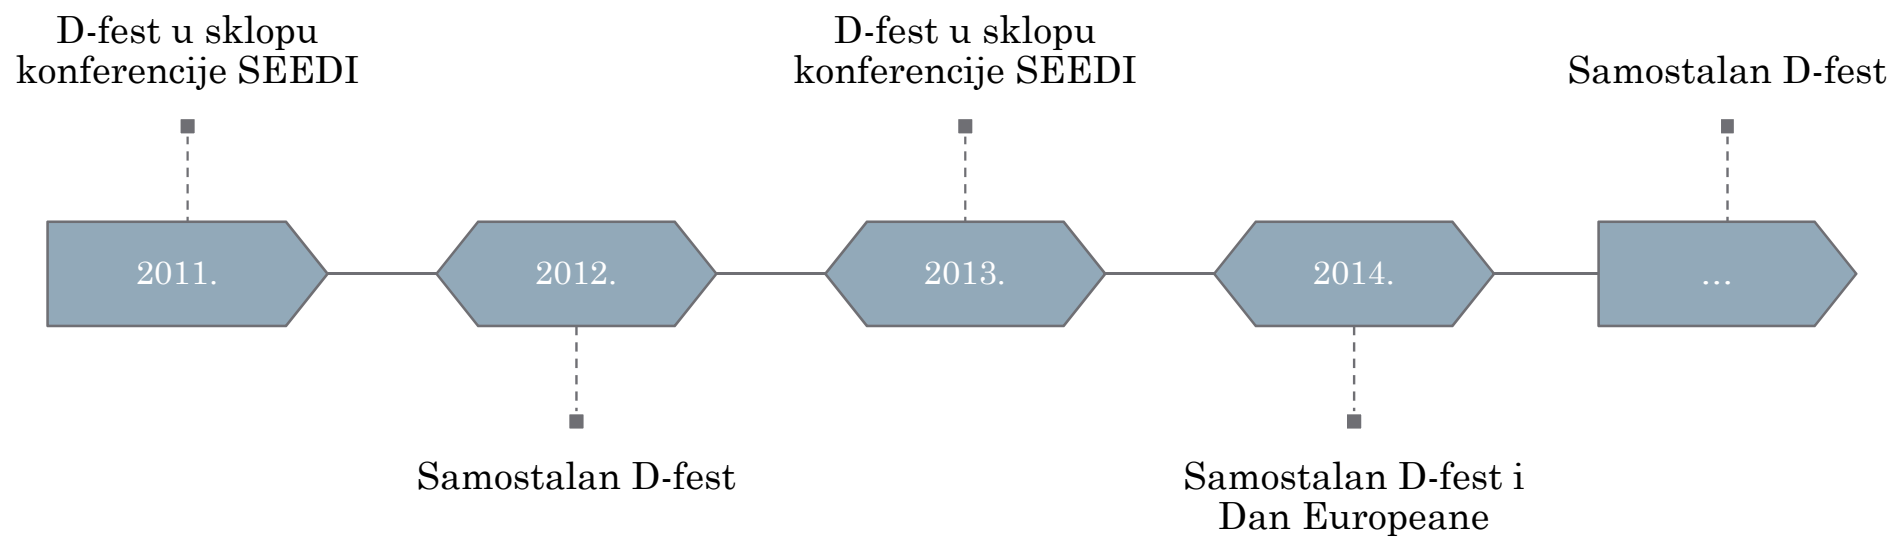 D-fest u sklopu
konferencije SEEDI
D-fest u sklopu
konferencije SEEDI
Samostalan D-fest
2011.
2012.
2013.
2014.
...
Samostalan D-fest
Samostalan D-fest i
Dan Europeane